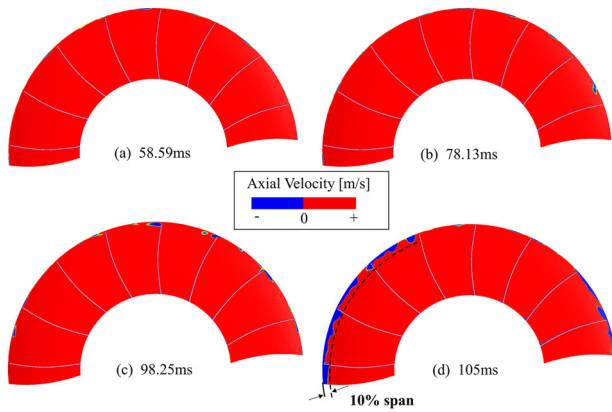 (a) 58.59ms
(b) 78.13ms
Axial Velocity [m/s]
- 0 +
(c) 98.25ms
(d) 105ms
10% span